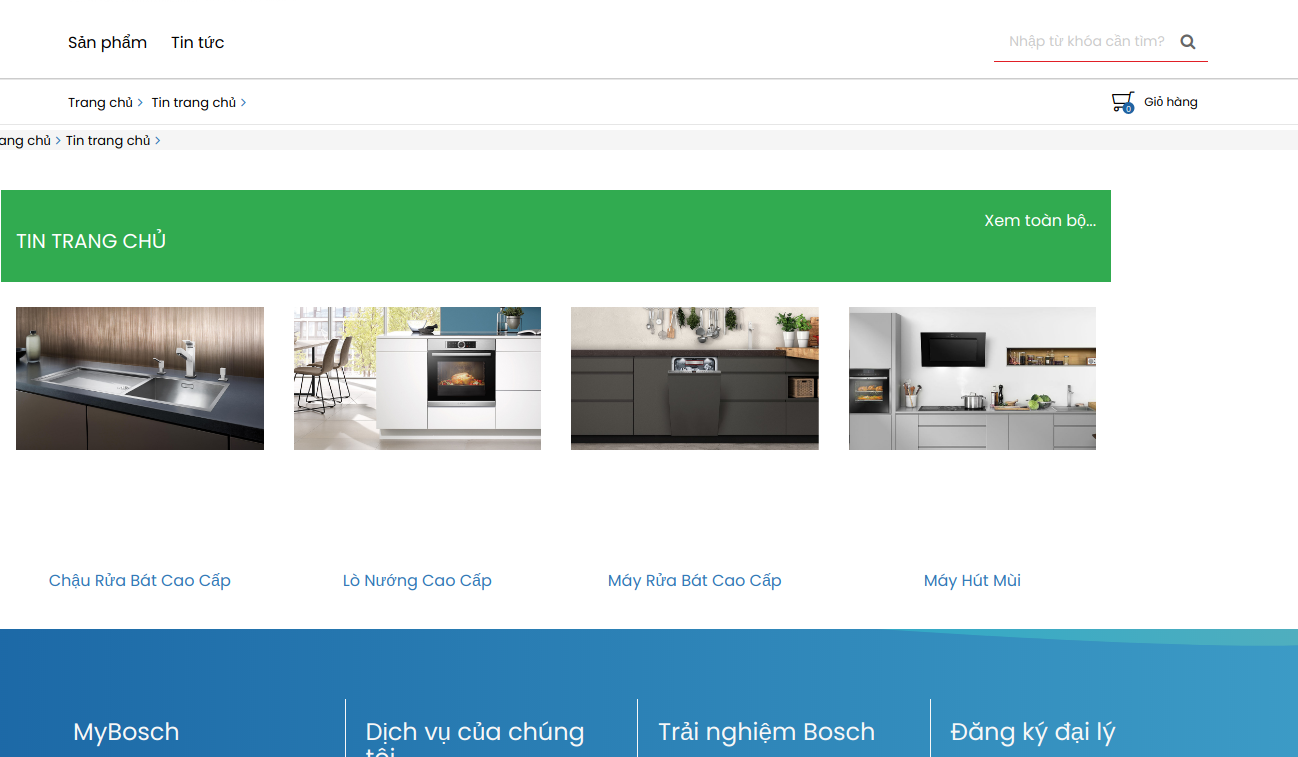 Sản phẩm Tin tức Nhập từ khóa cần tìm?
Trang chủ > Tin trang chủ > 0 Giỏ hàng
ang chủ > Tin trang chủ >
Xem toàn bộ...
TIN TRANG CHỦ
Chậu Rửa Bát Cao Cấp Lò Nướng Cao Cấp Máy Rửa Bát Cao Cấp Máy Hút Mùi
MyBosch Dịch vụ của chúng tôi Trải nghiệm Bosch Đăng ký đại lý